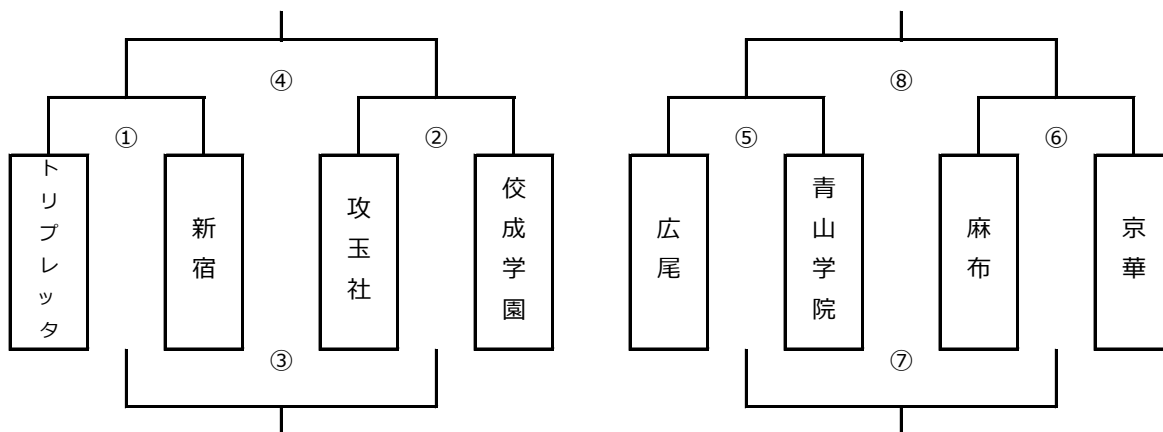 ④
⑧
①
②
⑤
⑥
トリプレッタ
新宿
攻玉社
佼成学園
広尾
青山学院
麻布
京華
③
⑦